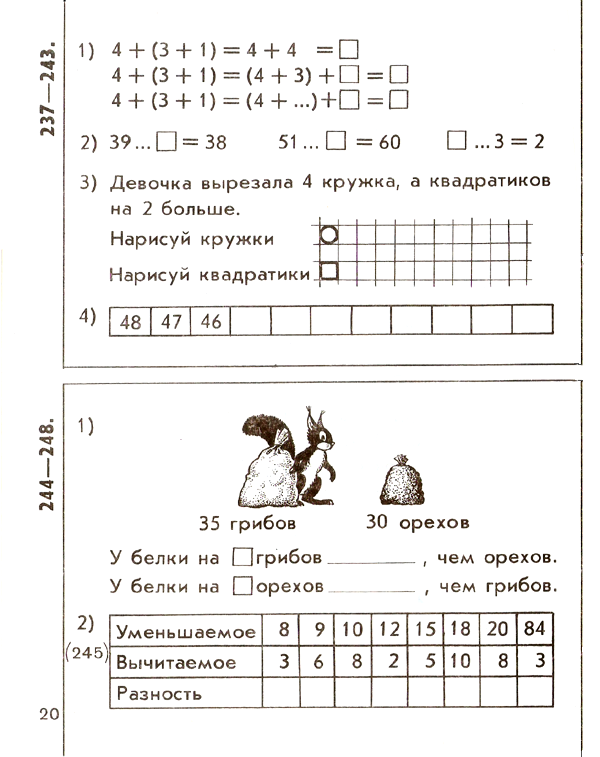 237—243.
1) 4 + (3 + 1) = 4 + 4 = □
4 + (3 + 1) = (4 + 3) + □ = □
4 + (3 + 1) = (4 + ...) + □ = □
2) 39 ... □ = 38 51 ... □ = 60 □ ... 3 = 2
3) Девочка вырезала 4 кружка, а квадратиков
на 2 больше.
Нарисуй кружки
Нарисуй квадратики
4) 48 47 46
244—248.
1)
35 грибов 30 орехов
У белки на □ грибов ________ , чем орехов.
У белки на □ орехов ________ , чем грибов.
2) Уменьшаемое 8 9 10 12 15 18 20 84
(245) Вычитаемое 3 6 8 2 5 10 8 3
Разность
20